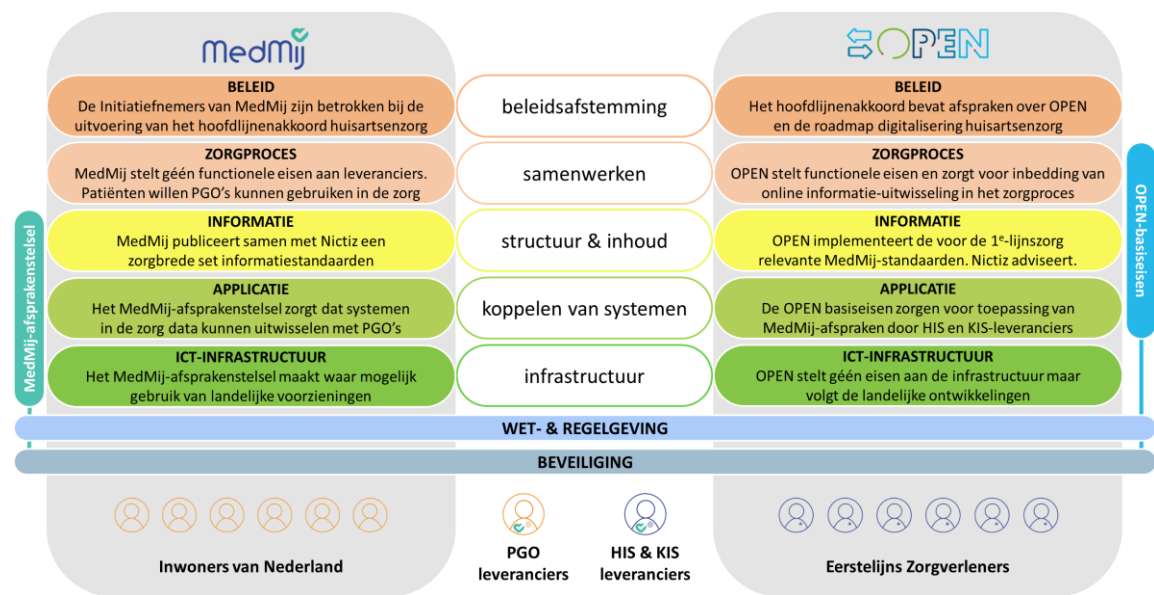 MedMij
OPEN
BELEID
De Initiatiefnemers van MedMij zijn betrokken bij de
uitvoering van het hoofdlijnenakkoord huisartsenzorg
beleidsafstemming
BELEID
Het hoofdlijnenakkoord bevat afspraken over OPEN
en de roadmap digitalisering huisartsenzorg
ZORGPROCES
MedMij stelt géén functionele eisen aan leveranciers.
Patiënten willen PGO's kunnen gebruiken in de zorg
samenwerken
ZORGPROCES
OPEN stelt functionele eisen en zorgt voor inbedding van
online informatie-uitwisseling in het zorgproces
INFORMATIE
MedMij publiceert samen met Nictiz een
zorgbrede set informatiestandaarden
structuur & inhoud
INFORMATIE
OPEN implementeert de voor de 1e-lijnszorg
relevante MedMij-standaarden. Nictiz adviseert.
APPLICATIE
Het MedMij-afsprakenstelsel zorgt dat systemen
in de zorg data kunnen uitwisselen met PGO's
koppelen van systemen
APPLICATIE
De OPEN basiseisen zorgen voor toepassing van
MedMij-afspraken door HIS en KIS-leveranciers
ICT-INFRASTRUCTUUR
Het MedMij-afsprakenstelsel maakt waar mogelijk
gebruik van landelijke voorzieningen
infrastructuur
ICT-INFRASTRUCTUUR
OPEN stelt géén eisen aan de infrastructuur maar
volgt de landelijke ontwikkelingen
MedMij-afsprakenstelsel
OPEN-basiseisen
WET- & REGELGEVING
BEVEILIGING
Inwoners van Nederland
PGO
leveranciers
HIS & KIS
leveranciers
Eerstelijns Zorgverleners